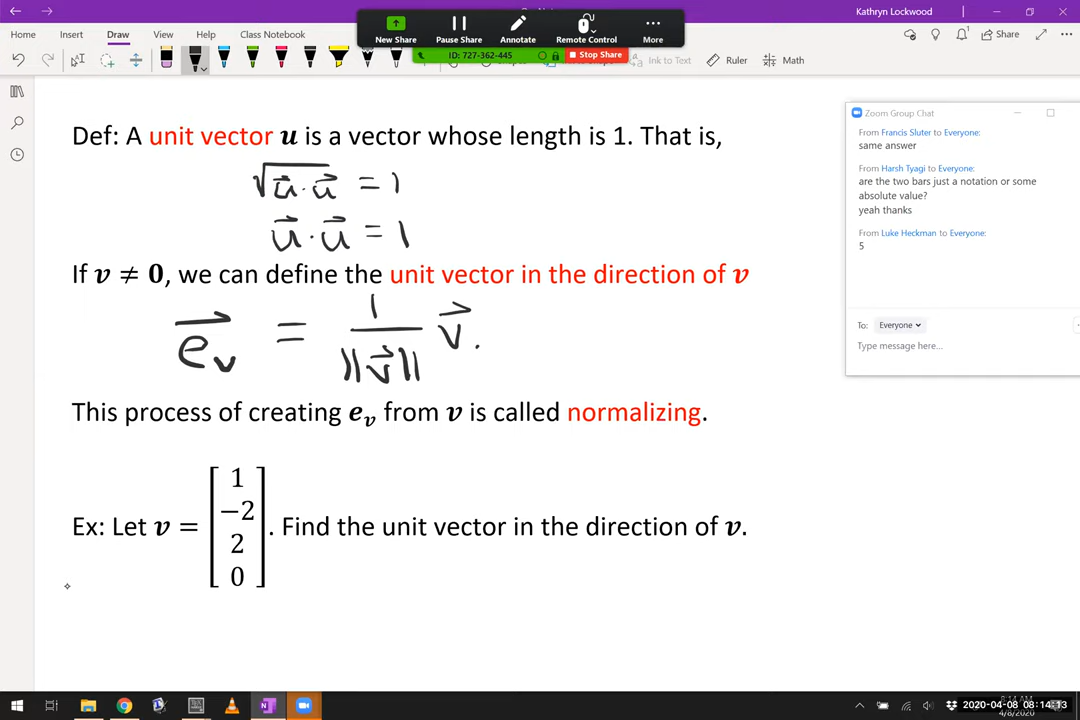 Kathryn Lockwood
Home Insert Draw View Help Class Notebook
New Share Pause Share Annotate Remote Control More
ID: 727-362-445 Stop Share
Share
Ink to Text Ruler Math
Def: A unit vector u is a vector whose length is 1. That is,
√(u⃗·u⃗) = 1
u⃗·u⃗ = 1
If v ≠ 0, we can define the unit vector in the direction of v
e⃗ᵥ = 1/‖v⃗‖ v⃗.
This process of creating eᵥ from v is called normalizing.
Ex: Let v = [1 −2 2 0]. Find the unit vector in the direction of v.
Zoom Group Chat
From Francis Sluter to Everyone:
same answer
From Harsh Tyagi to Everyone:
are the two bars just a notation or some
absolute value?
yeah thanks
From Luke Heckman to Everyone:
5
To: Everyone
Type message here...
2020-04-08 08:14:13
4/8/2020